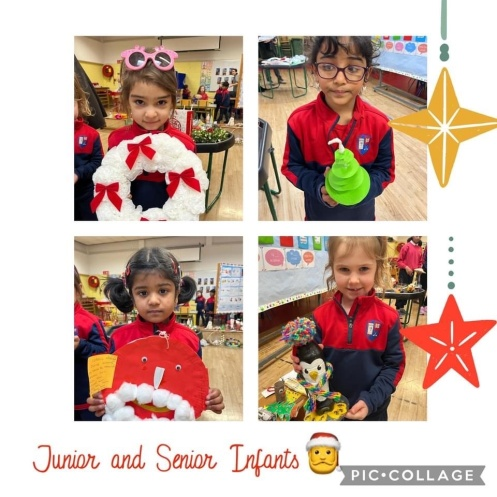 Junior and Senior Infants
PIC•COLLAGE